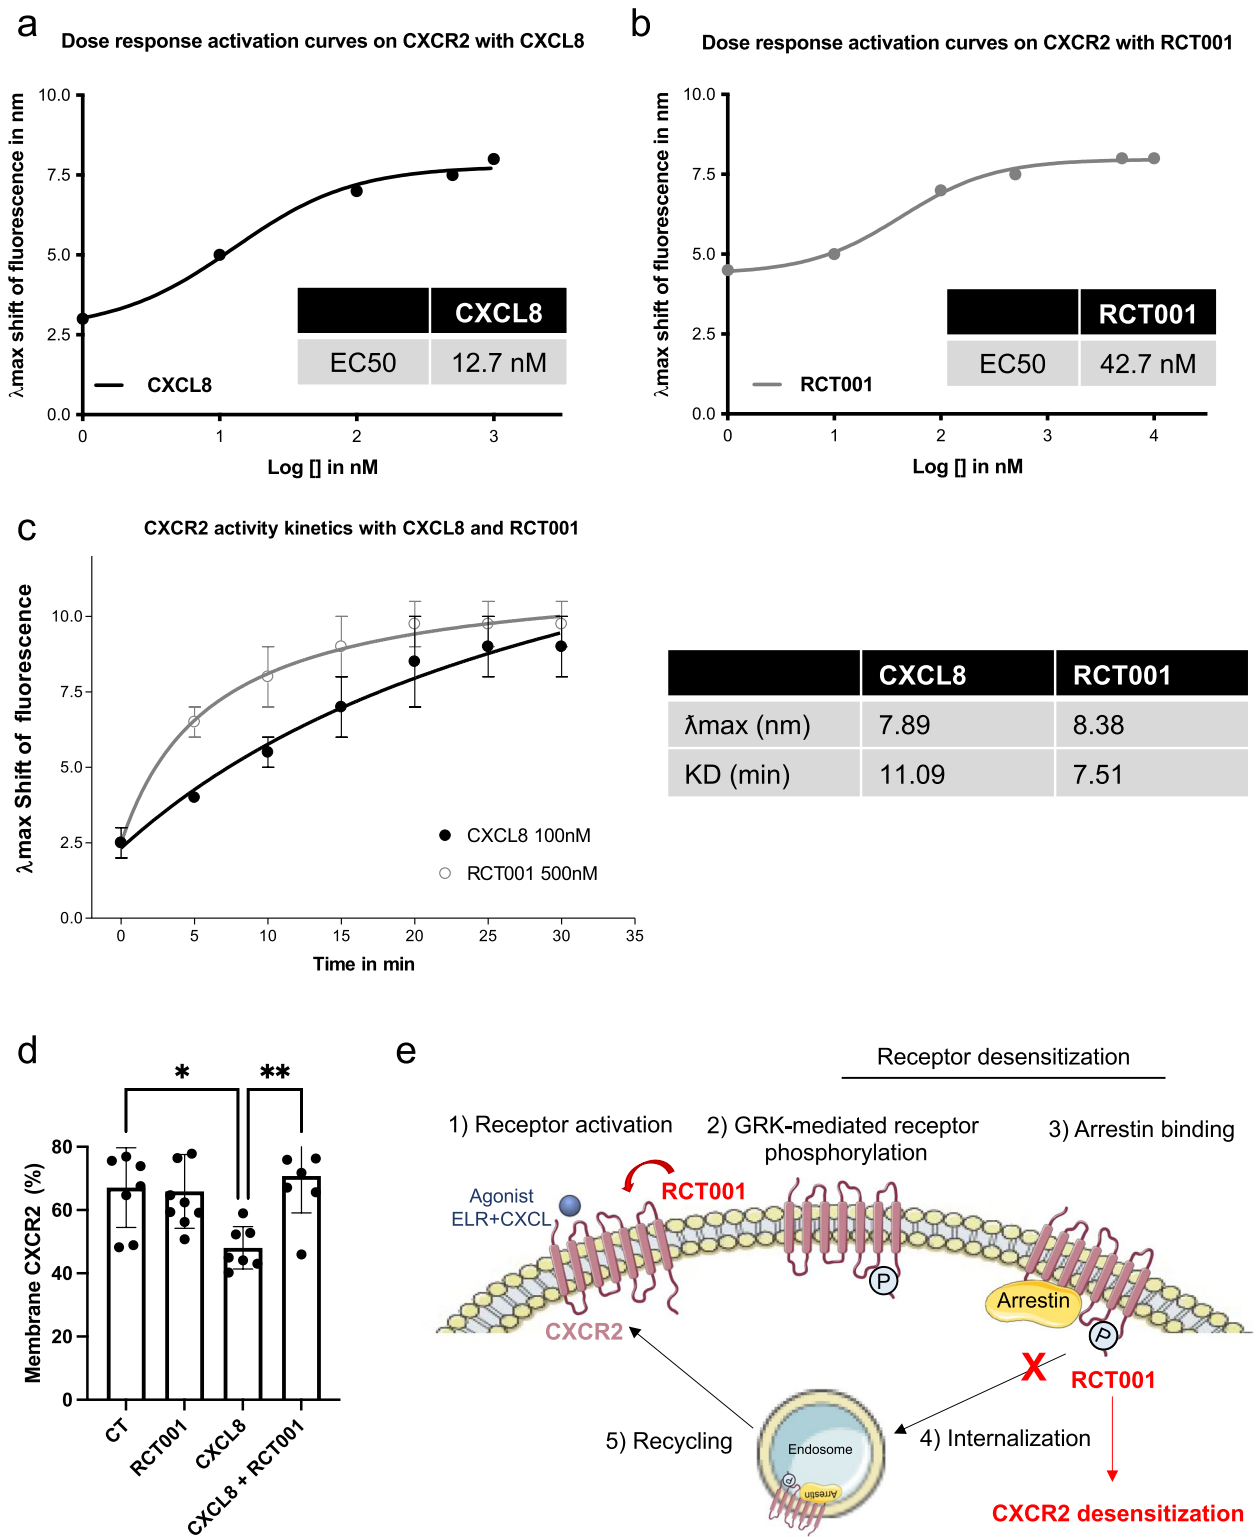 a
Dose response activation curves on CXCR2 with CXCL8
λmax shift of fluorescence in nm
10.0
7.5
5.0
2.5
0.0
0 1 2 3
Log [] in nM
CXCL8
CXCL8
EC50 12.7 nM
b
Dose response activation curves on CXCR2 with RCT001
λmax shift of fluorescence in nm
10.0
7.5
5.0
2.5
0.0
0 1 2 3 4
Log [] in nM
RCT001
RCT001
EC50 42.7 nM
c
CXCR2 activity kinetics with CXCL8 and RCT001
λmax Shift of fluorescence
10.0
7.5
5.0
2.5
0.0
0 5 10 15 20 25 30 35
Time in min
CXCL8 100nM
RCT001 500nM
CXCL8 RCT001
ƛmax (nm) 7.89 8.38
KD (min) 11.09 7.51
d
* **
Membrane CXCR2 (%)
80
60
40
20
0
CT
RCT001
CXCL8
CXCL8 + RCT001
e
Receptor desensitization
1) Receptor activation
2) GRK-mediated receptor
phosphorylation
3) Arrestin binding
Agonist
ELR+CXCL
RCT001
CXCR2
P
Arrestin
P
X
RCT001
4) Internalization
5) Recycling
Endosome
P
Arrestin
CXCR2 desensitization